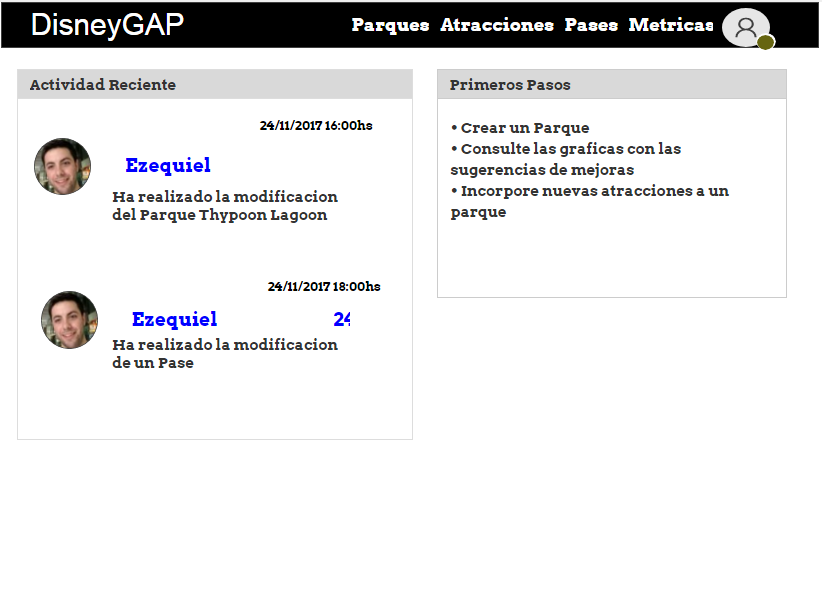 DisneyGAP
Parques Atracciones Pases Metricas
Actividad Reciente
24/11/2017 16:00hs
Ezequiel
Ha realizado la modificacion
del Parque Thypoon Lagoon
24/11/2017 18:00hs
Ezequiel 24
Ha realizado la modificacion
de un Pase
Primeros Pasos
• Crear un Parque
• Consulte las graficas con las
sugerencias de mejoras
• Incorpore nuevas atracciones a un
parque